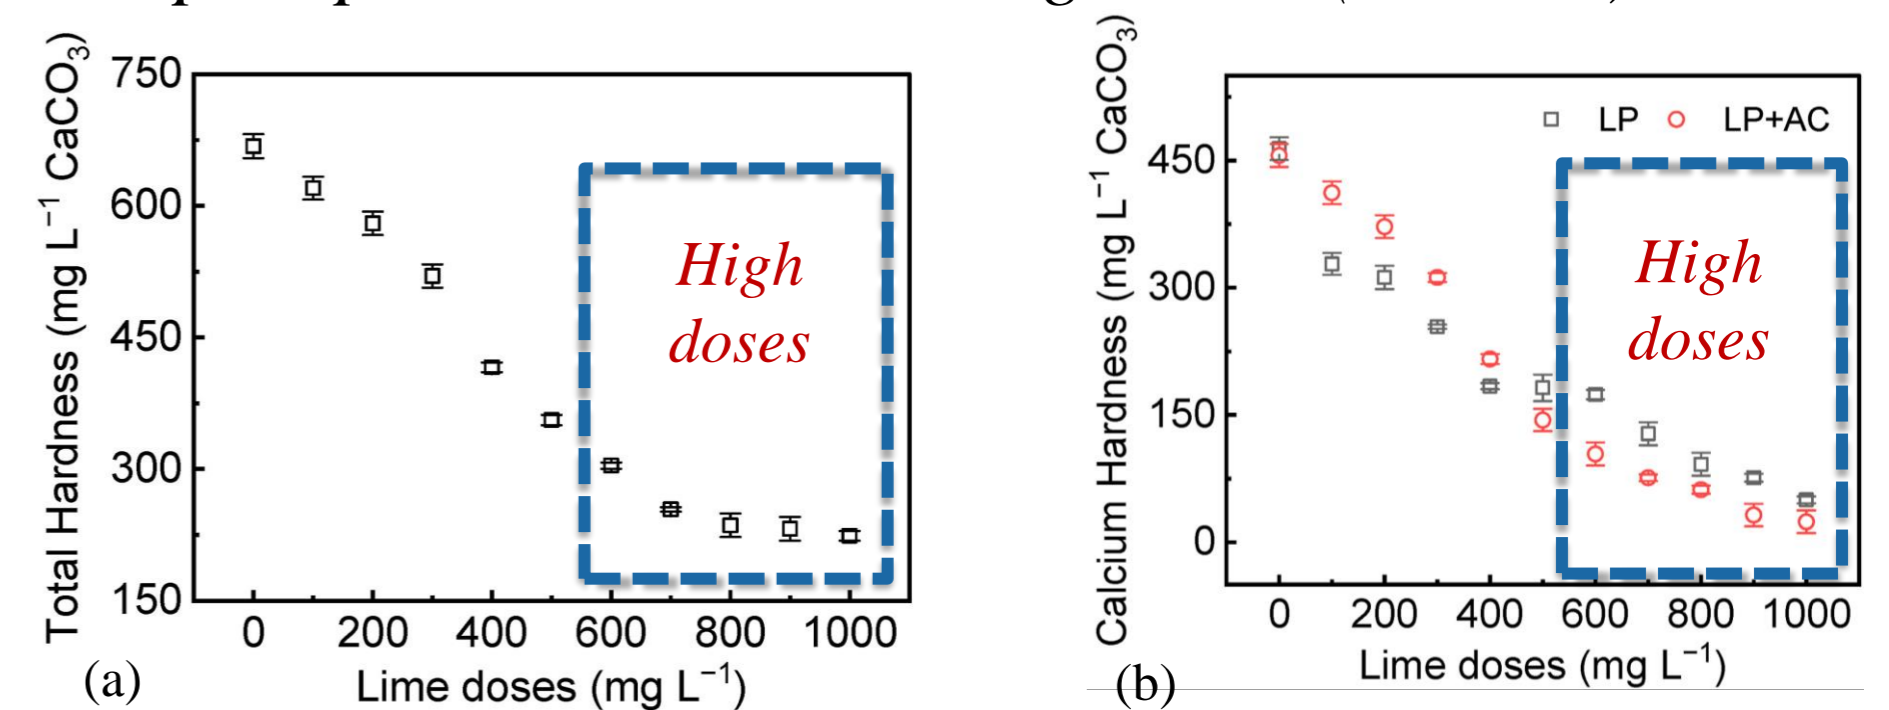 Total Hardness (mg L⁻¹ CaCO₃)
750
600
450
300
150
High
doses
0 200 400 600 800 1000
Lime doses (mg L⁻¹)
(a)
Calcium Hardness (mg L⁻¹ CaCO₃)
LP LP+AC
450
300
150
0
High
doses
0 200 400 600 800 1000
Lime doses (mg L⁻¹)
(b)